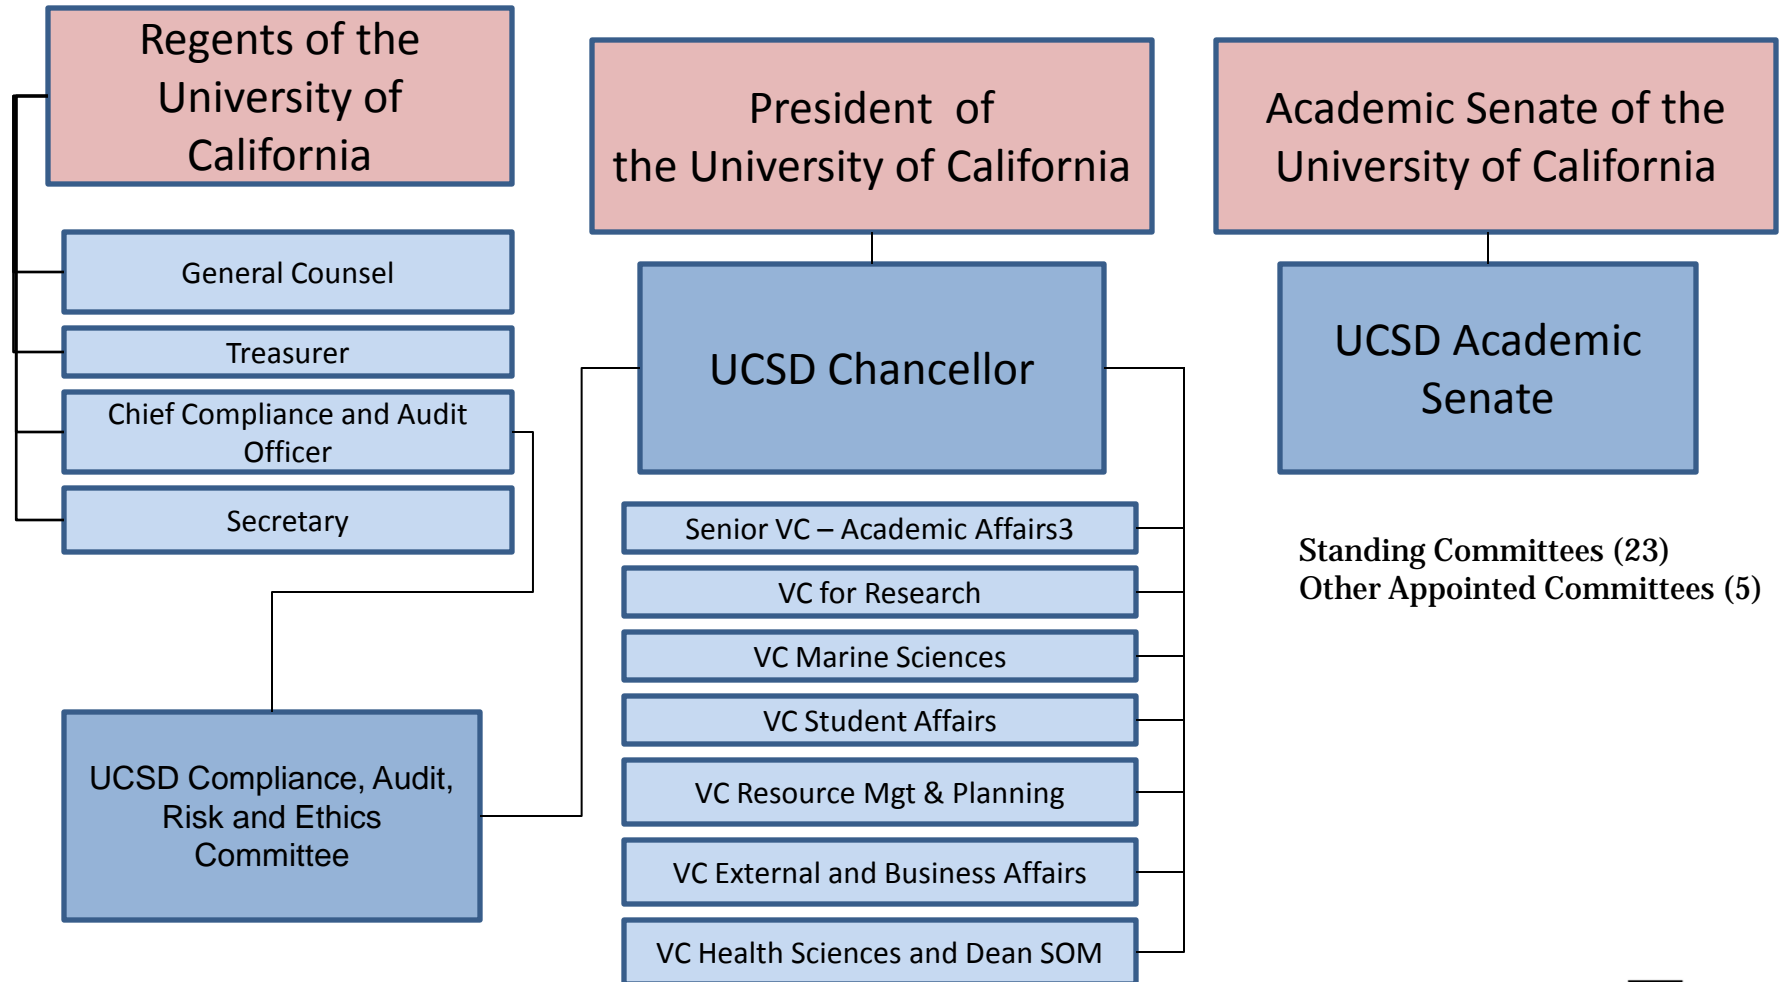 Regents of the
University of
California
General Counsel
Treasurer
Chief Compliance and Audit
Officer
Secretary
UCSD Compliance, Audit,
Risk and Ethics
Committee
President of
the University of California
UCSD Chancellor
Senior VC – Academic Affairs3
VC for Research
VC Marine Sciences
VC Student Affairs
VC Resource Mgt & Planning
VC External and Business Affairs
VC Health Sciences and Dean SOM
Academic Senate of the
University of California
UCSD Academic
Senate
Standing Committees (23)
Other Appointed Committees (5)